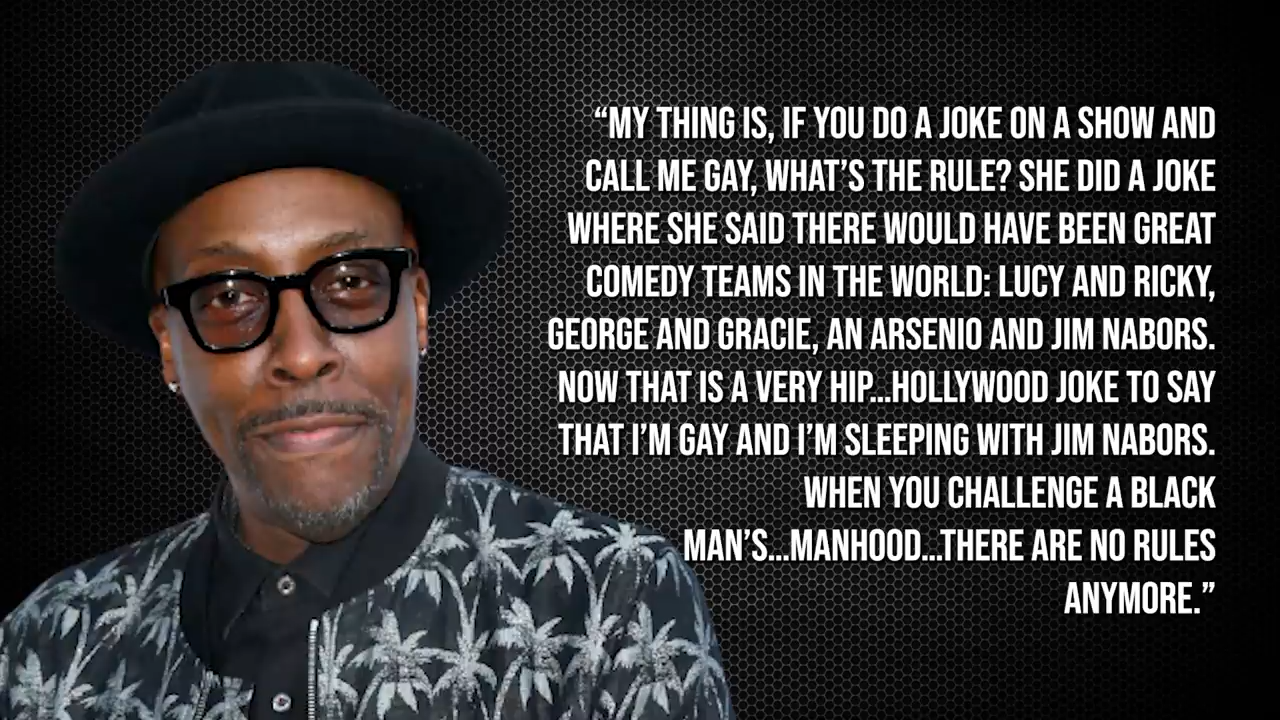 “MY THING IS, IF YOU DO A JOKE ON A SHOW AND
CALL ME GAY, WHAT’S THE RULE? SHE DID A JOKE
WHERE SHE SAID THERE WOULD HAVE BEEN GREAT
COMEDY TEAMS IN THE WORLD: LUCY AND RICKY,
GEORGE AND GRACIE, AN ARSENIO AND JIM NABORS.
NOW THAT IS A VERY HIP...HOLLYWOOD JOKE TO SAY
THAT I’M GAY AND I’M SLEEPING WITH JIM NABORS.
WHEN YOU CHALLENGE A BLACK
MAN’S...MANHOOD...THERE ARE NO RULES
ANYMORE.”